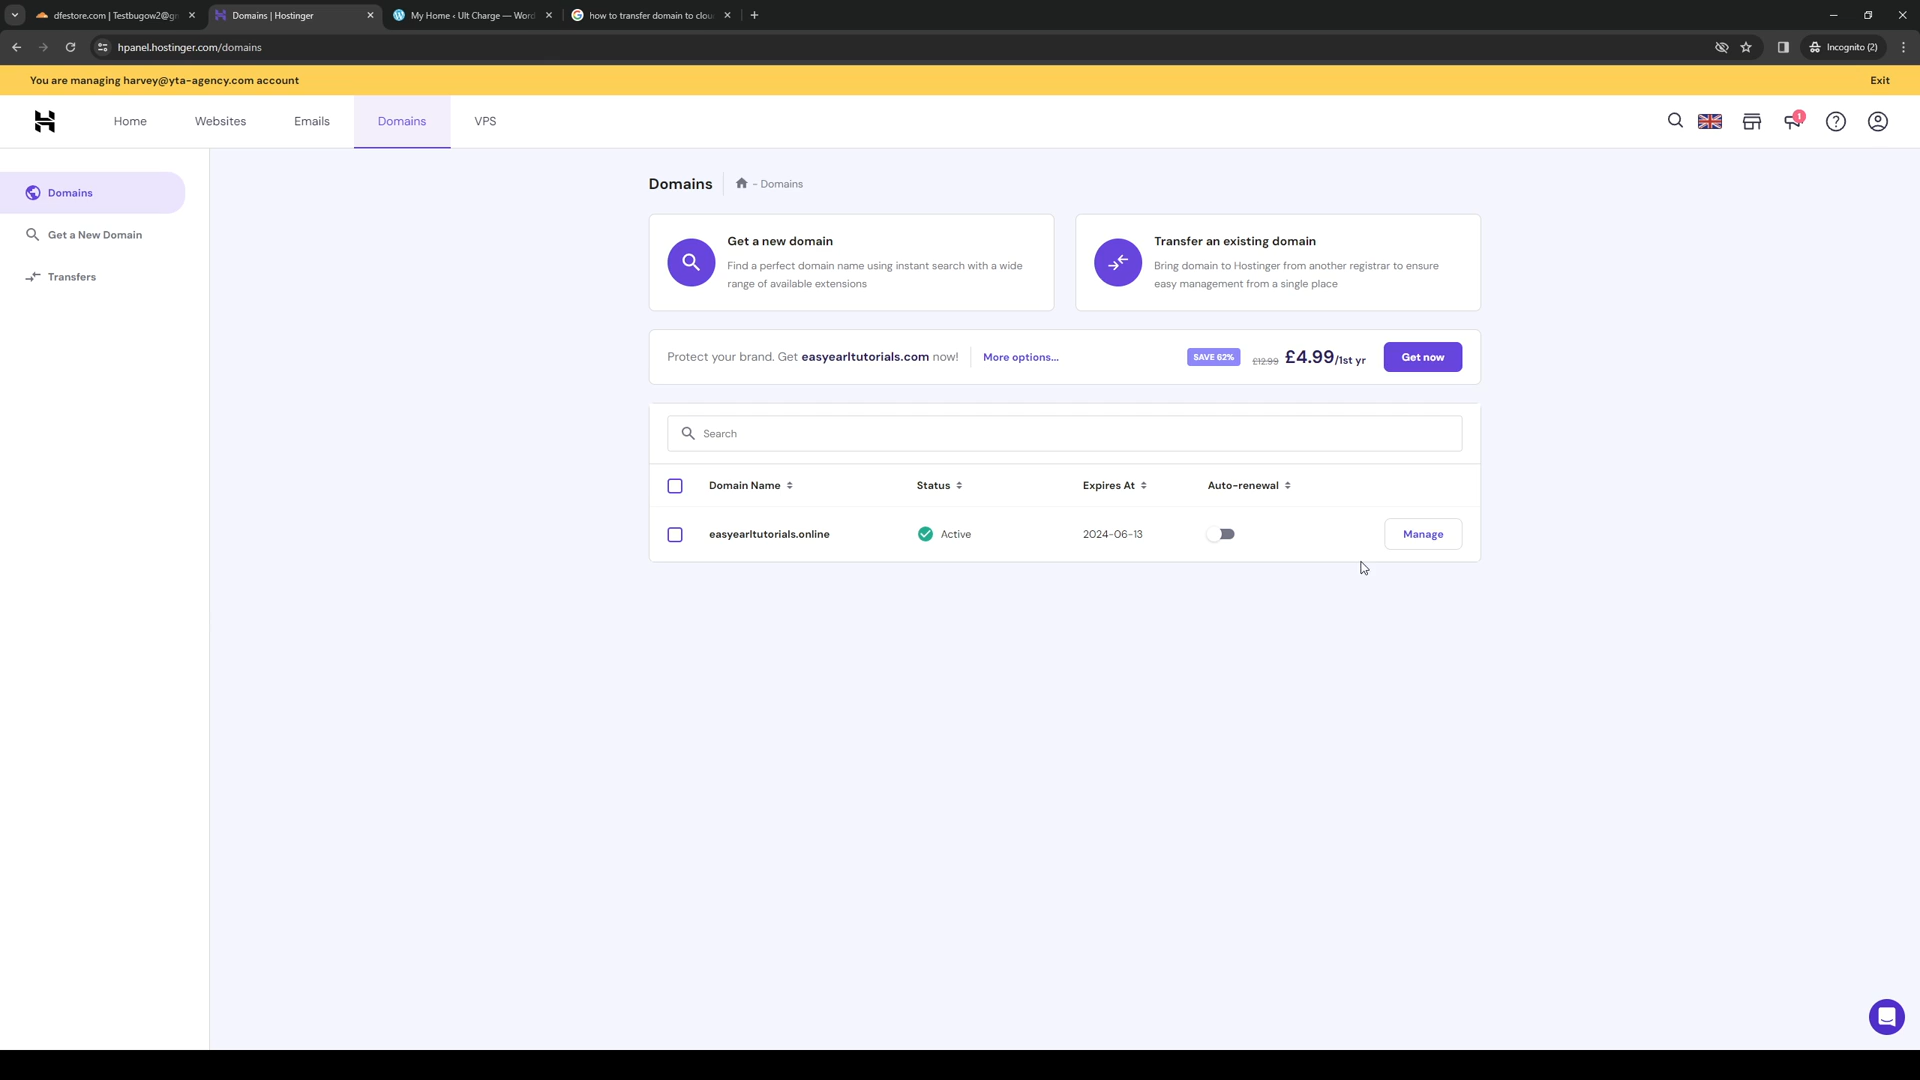 dfestore.com | Testbugow2@gm
Domains | Hostinger
My Home ‹ Ult Charge — Word
how to transfer domain to clou
hpanel.hostinger.com/domains
Incognito (2)
You are managing harvey@yta-agency.com account
Exit
Home
Websites
Emails
Domains
VPS
1
Domains
Get a New Domain
Transfers
Domains
- Domains
Get a new domain
Find a perfect domain name using instant search with a wide
range of available extensions
Transfer an existing domain
Bring domain to Hostinger from another registrar to ensure
easy management from a single place
Protect your brand. Get easyearltutorials.com now!
More options...
SAVE 62%
£12.99
£4.99/1st yr
Get now
Search
Domain Name
Status
Expires At
Auto-renewal
easyearltutorials.online
Active
2024-06-13
Manage